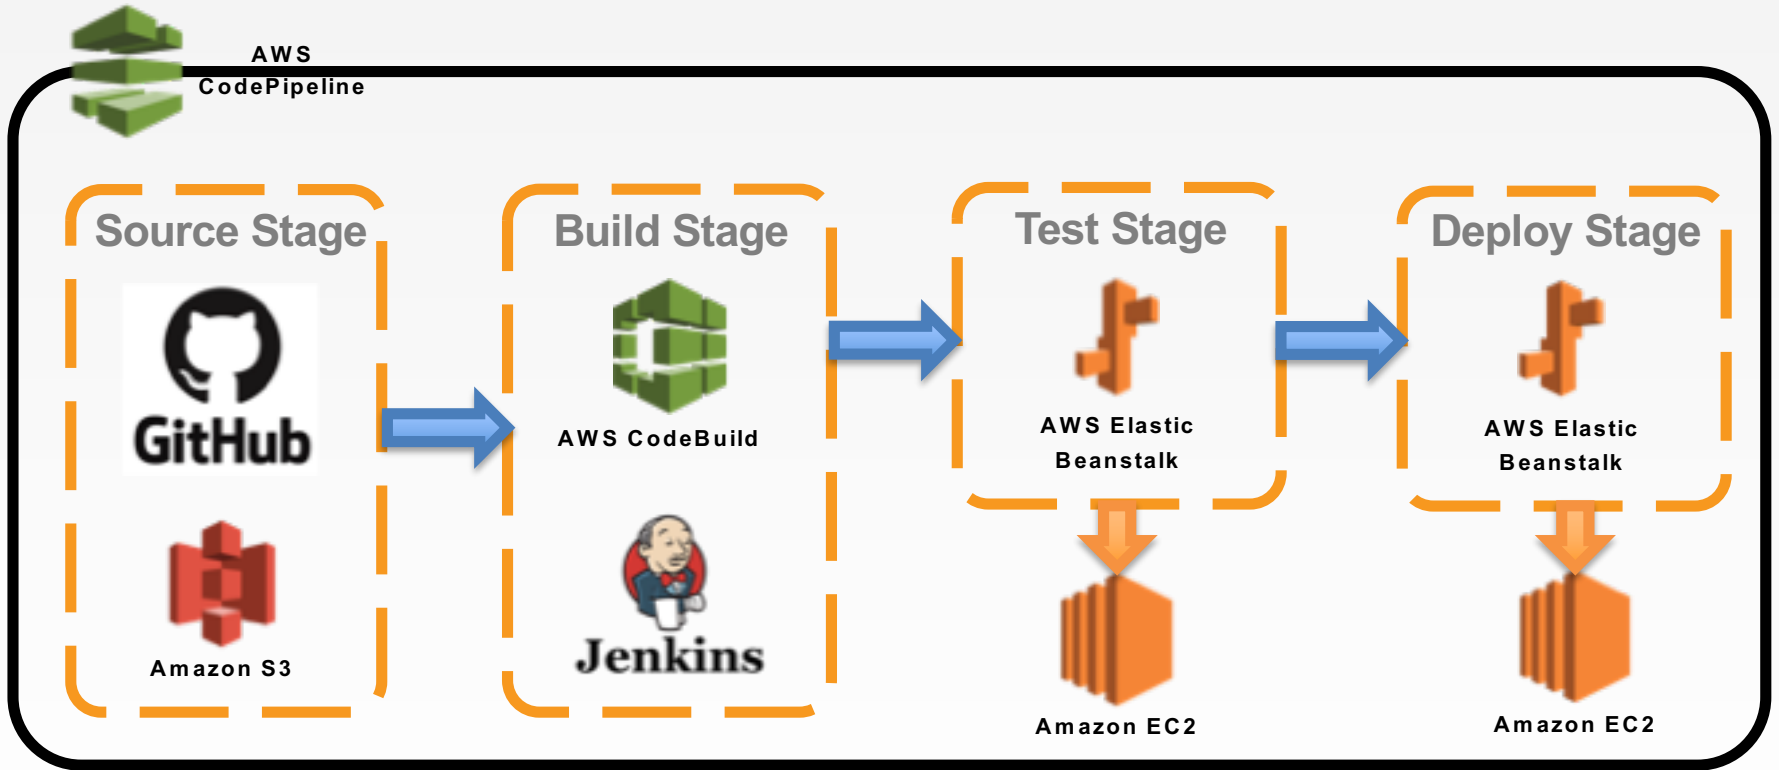 AWS
CodePipeline
Source Stage
GitHub
Amazon S3
Build Stage
AWS CodeBuild
Jenkins
Test Stage
AWS Elastic
Beanstalk
Amazon EC2
Deploy Stage
AWS Elastic
Beanstalk
Amazon EC2